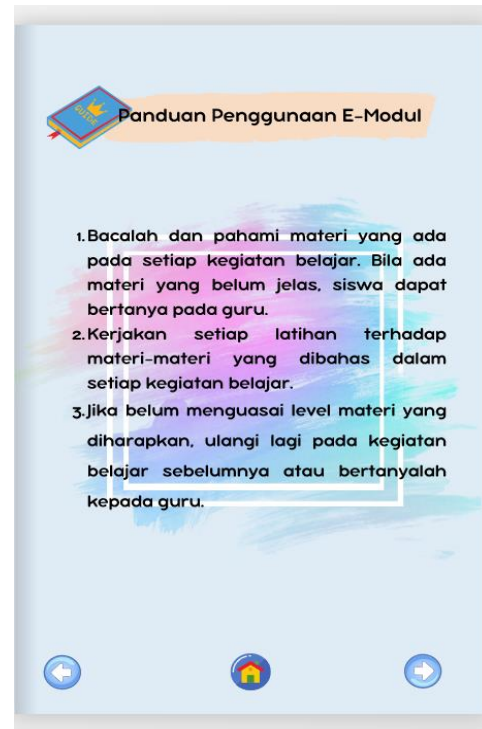 GUIDE
Panduan Penggunaan E-Modul
1. Bacalah dan pahami materi yang ada
pada setiap kegiatan belajar. Bila ada
materi yang belum jelas, siswa dapat
bertanya pada guru.
2. Kerjakan setiap latihan terhadap
materi-materi yang dibahas dalam
setiap kegiatan belajar.
3. Jika belum menguasai level materi yang
diharapkan, ulangi lagi pada kegiatan
belajar sebelumnya atau bertanyalah
kepada guru.